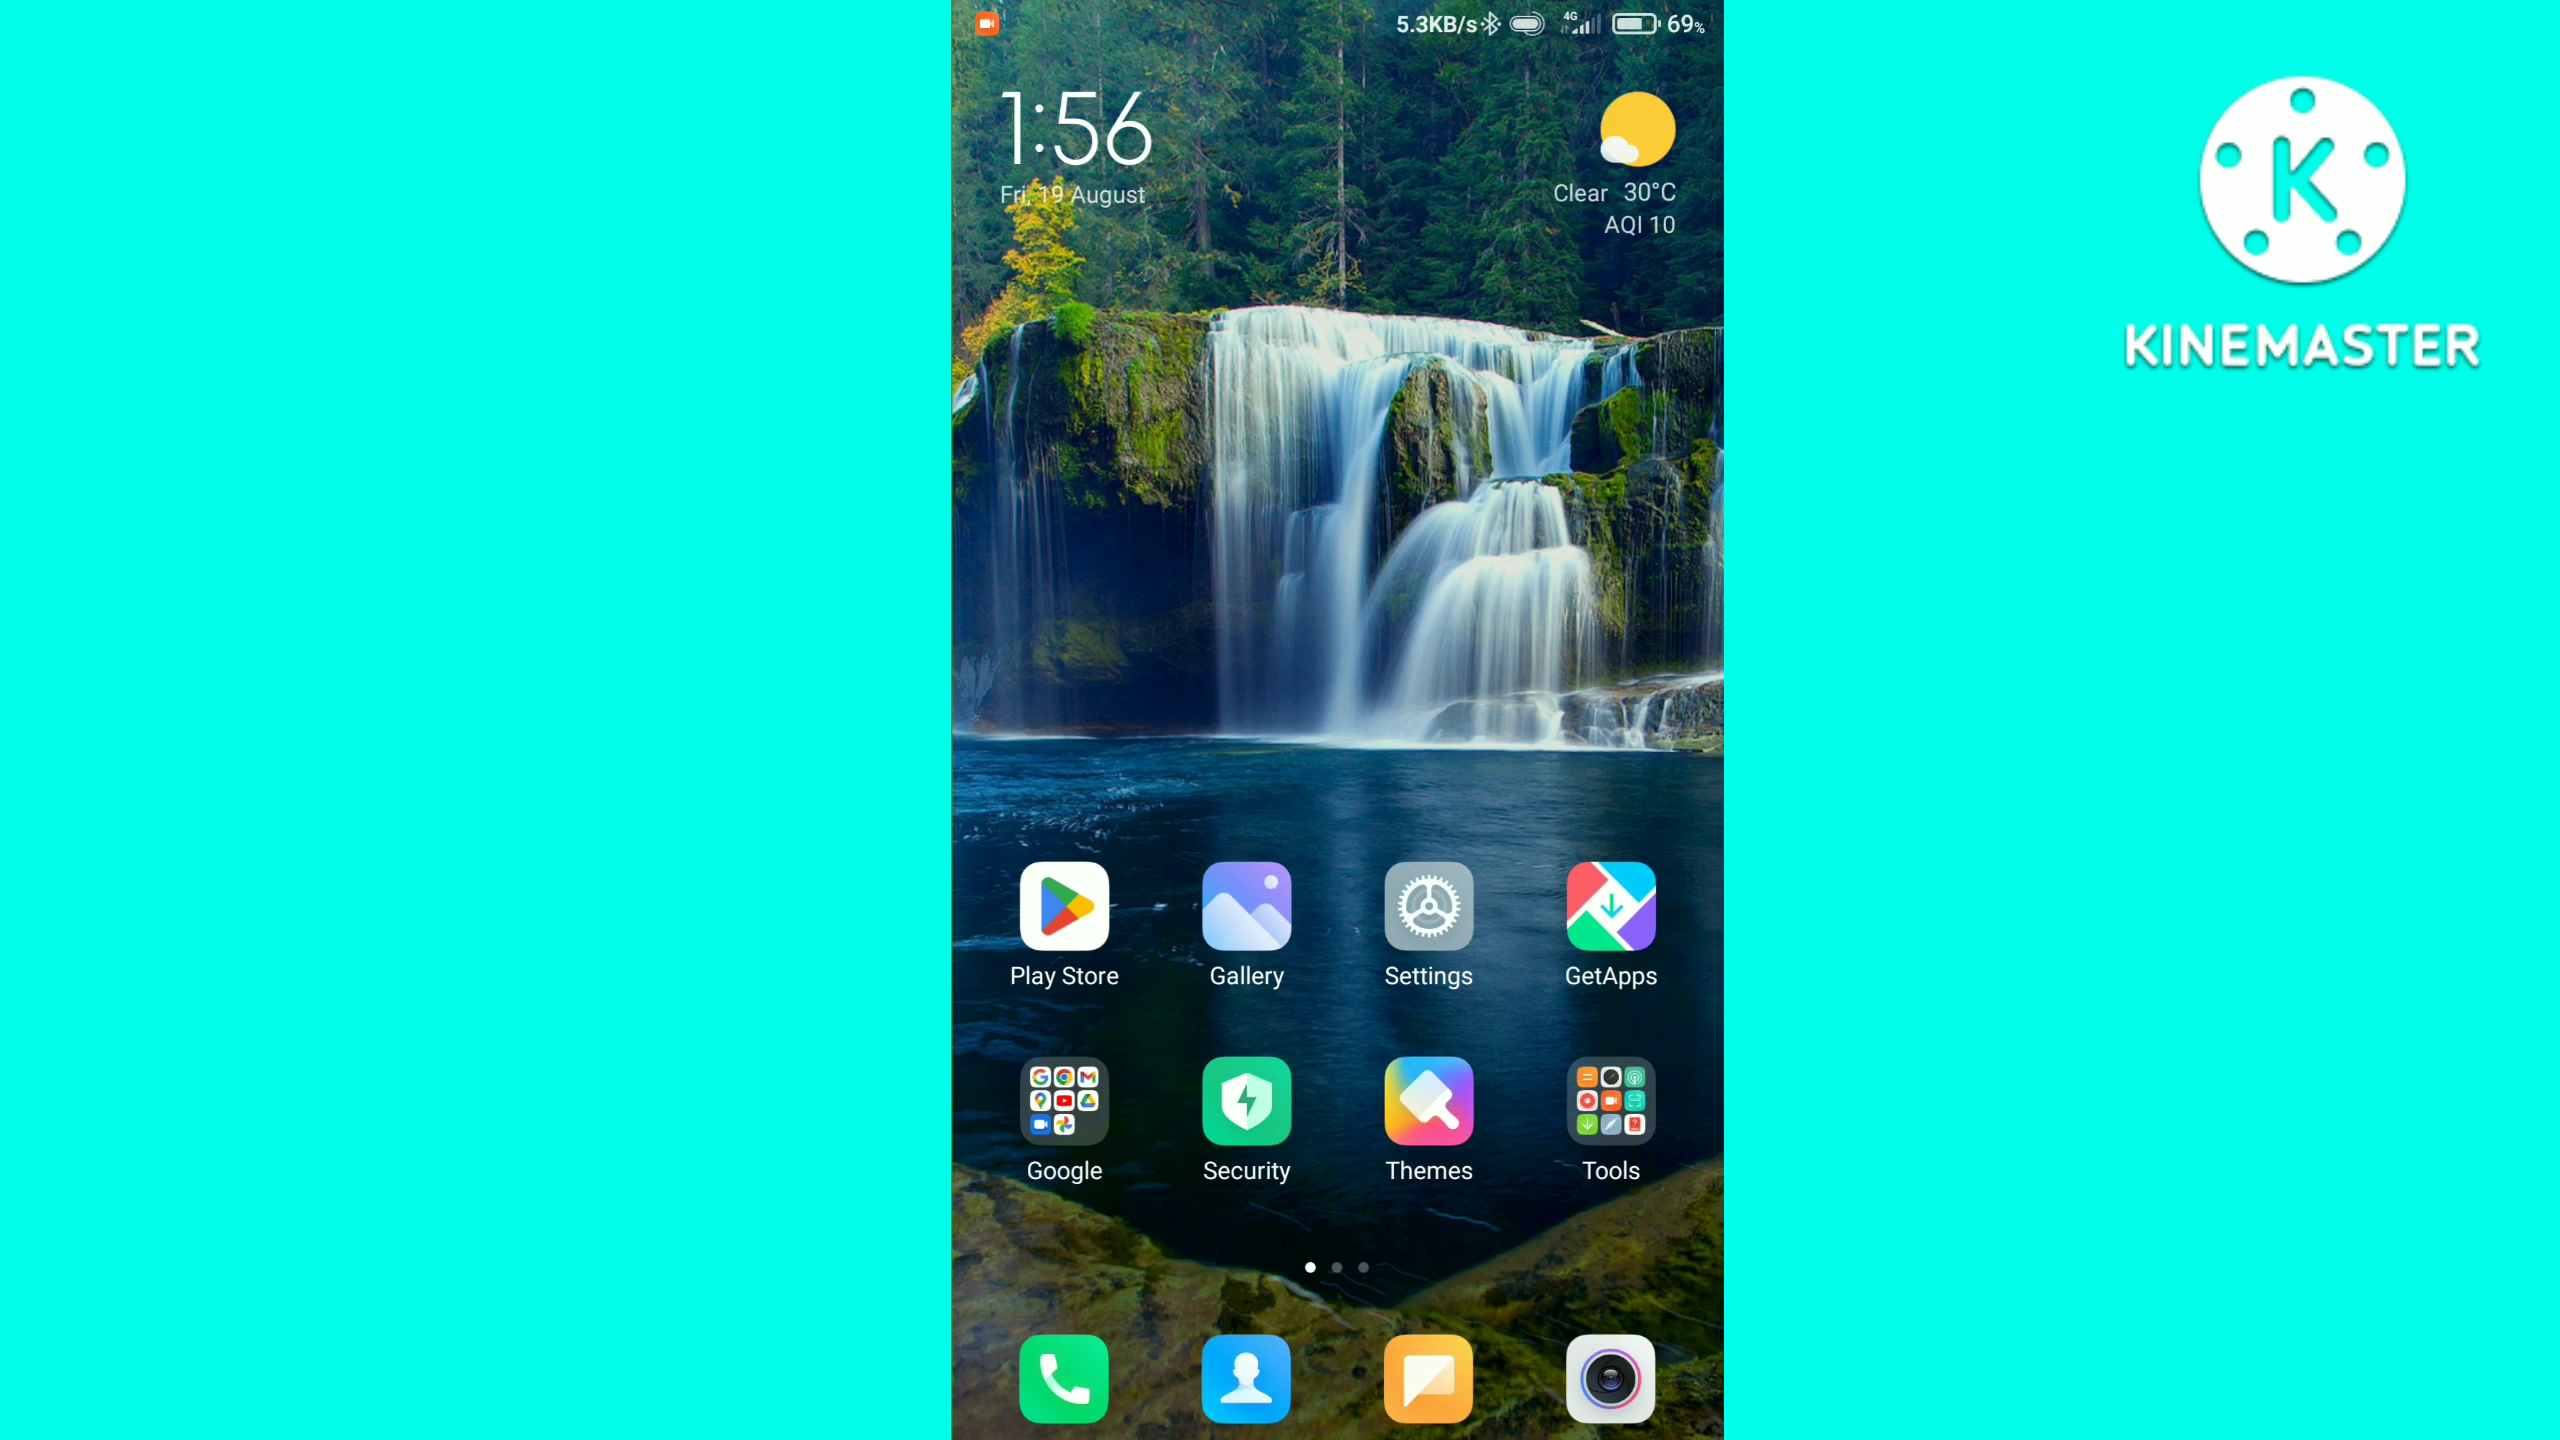 5.3KB/s 4G 69%
1:56
Fri, 19 August
Clear 30°C
AQI 10
K
KINEMASTER
Play Store Gallery Settings GetApps
Google Security Themes Tools